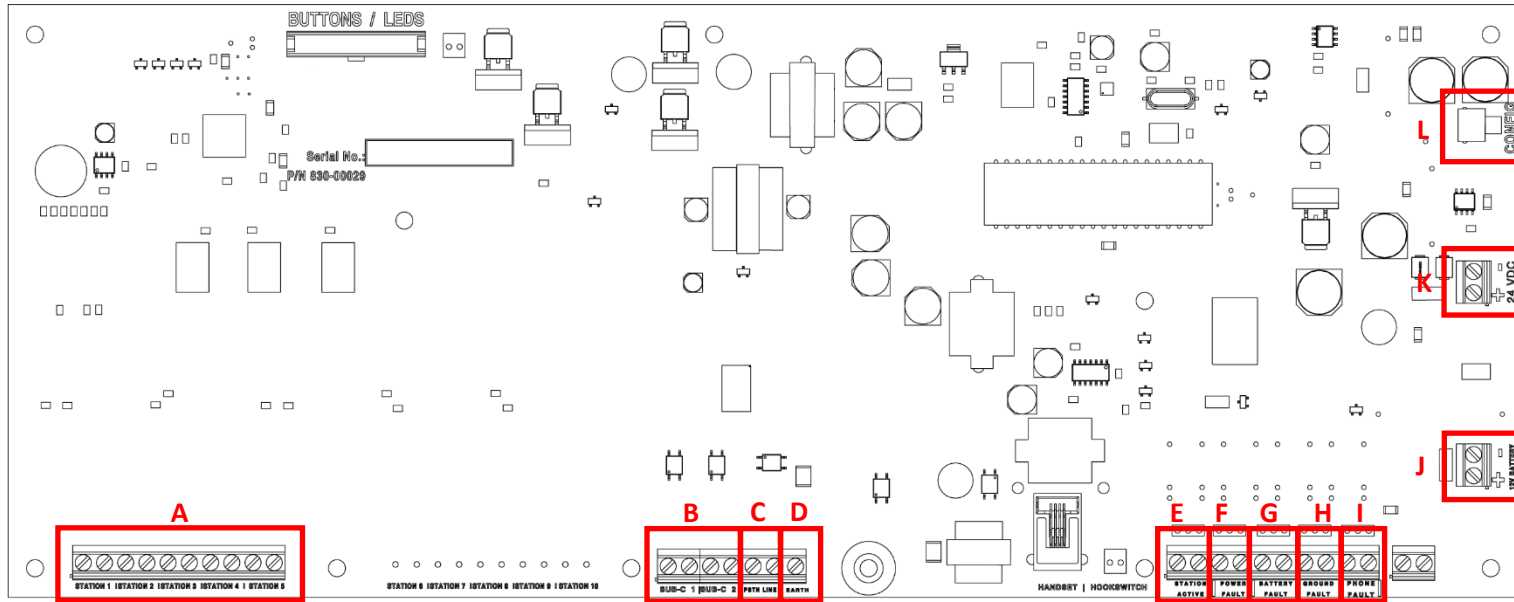 BUTTONS / LEDS
L
CONFIG
Serial No.:
P/N 830-00029
K
24 VDC
- +
J
12V BATTERY
- +
A
B
C
D
E
F
G
H
I
STATION 1 | STATION 2 | STATION 3 | STATION 4 | STATION 5
STATION 6 | STATION 7 | STATION 8 | STATION 9 | STATION 10
SUB-C 1 | SUB-C 2 | PSTN LINE | EARTH
HANDSET | HOOKSWITCH
STATION ACTIVE
POWER FAULT
BATTERY FAULT
GROUND FAULT
PHONE FAULT